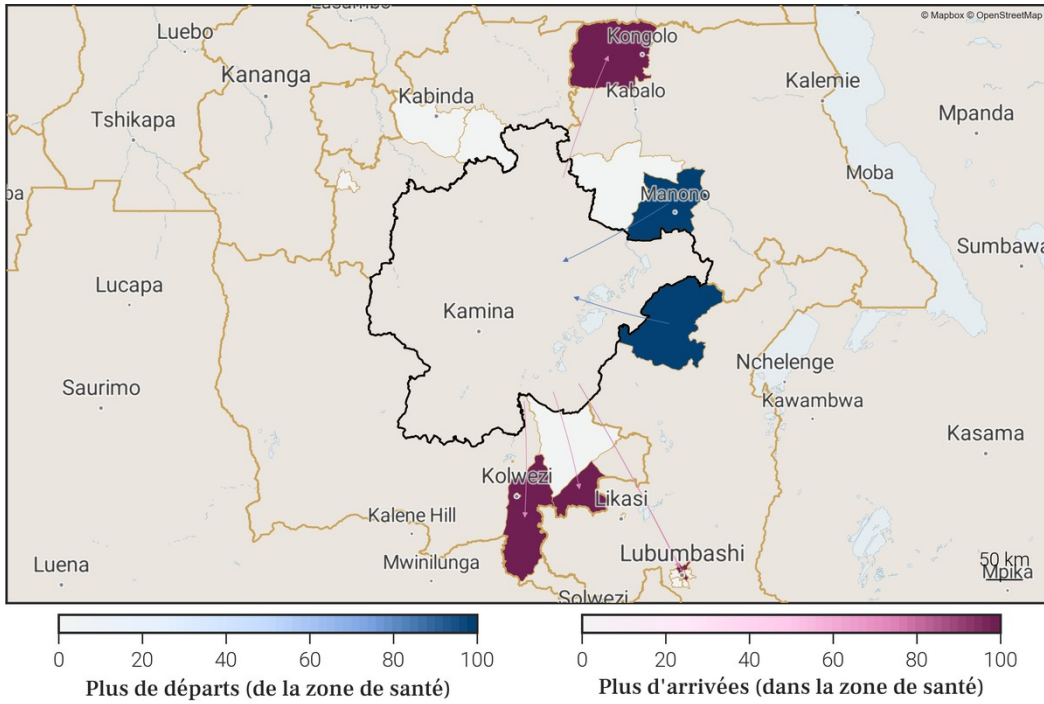 © Mapbox © OpenStreetMap
Luebo
Kongolo
Kananga
Kabinda
Kabalo
Kalemie
Tshikapa
Mpanda
Moba
Manono
Sumbawa
Lucapa
Kamina
Nchelenge
Saurimo
Kawambwa
Kasama
Kolwezi
Likasi
Kalene Hill
Luena
Mwinilunga
Lubumbashi
50 km
Mpika
Solwezi
0 20 40 60 80 100
Plus de départs (de la zone de santé)
0 20 40 60 80 100
Plus d'arrivées (dans la zone de santé)